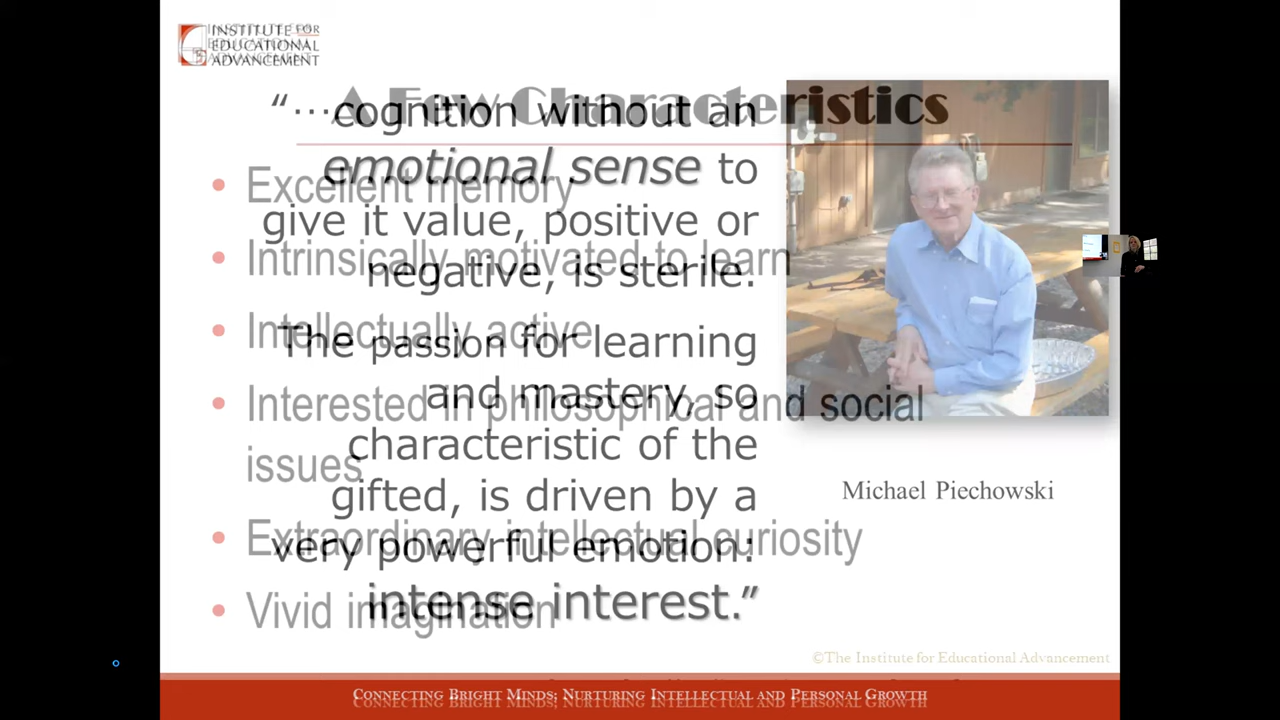 INSTITUTE FOR
EDUCATIONAL
ADVANCEMENT
A Few Characteristics
• Excellent memory
• Intrinsically motivated to learn
• Intellectually active
• Interested in philosophical and social
issues
• Extraordinary intellectual curiosity
• Vivid imagination
“…cognition without an
emotional sense to
give it value, positive or
negative, is sterile.
The passion for learning
and mastery, so
characteristic of the
gifted, is driven by a
very powerful emotion:
intense interest.”
Michael Piechowski
©The Institute for Educational Advancement
CONNECTING BRIGHT MINDS; NURTURING INTELLECTUAL AND PERSONAL GROWTH